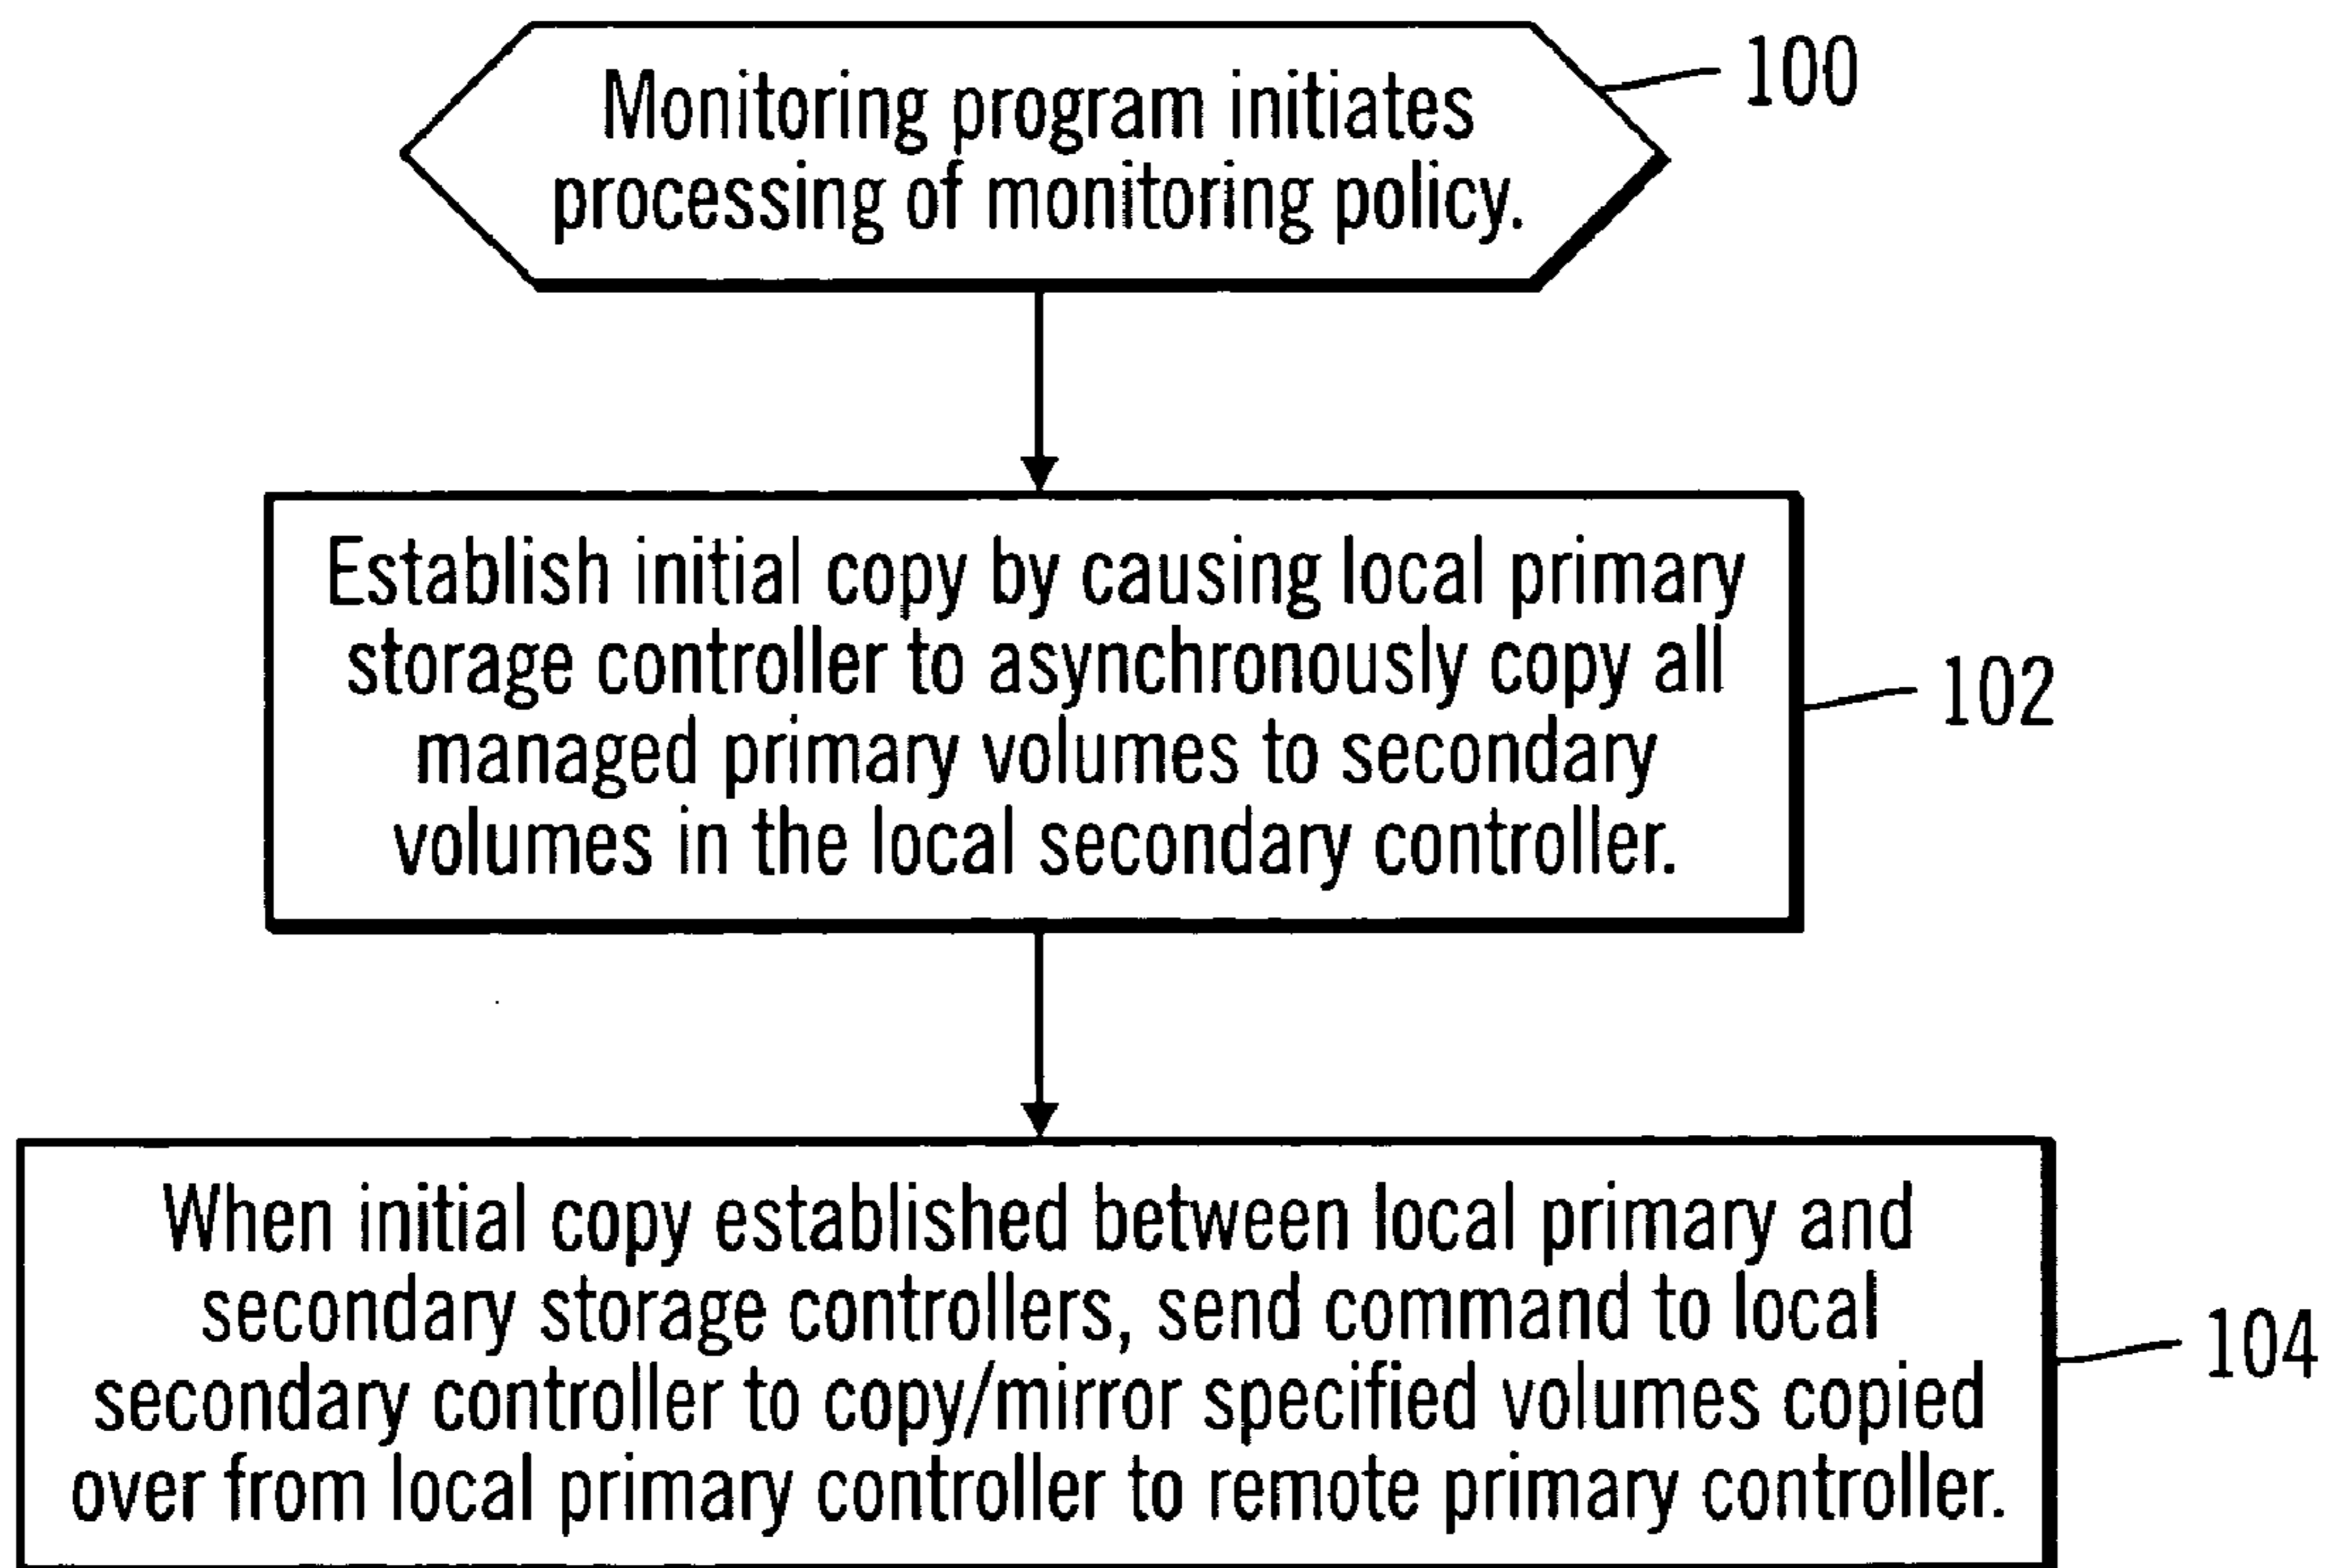 Monitoring program initiates
processing of monitoring policy.
100
Establish initial copy by causing local primary
storage controller to asynchronously copy all
managed primary volumes to secondary
volumes in the local secondary controller.
102
When initial copy established between local primary and
secondary storage controllers, send command to local
secondary controller to copy/mirror specified volumes copied
over from local primary controller to remote primary controller.
104